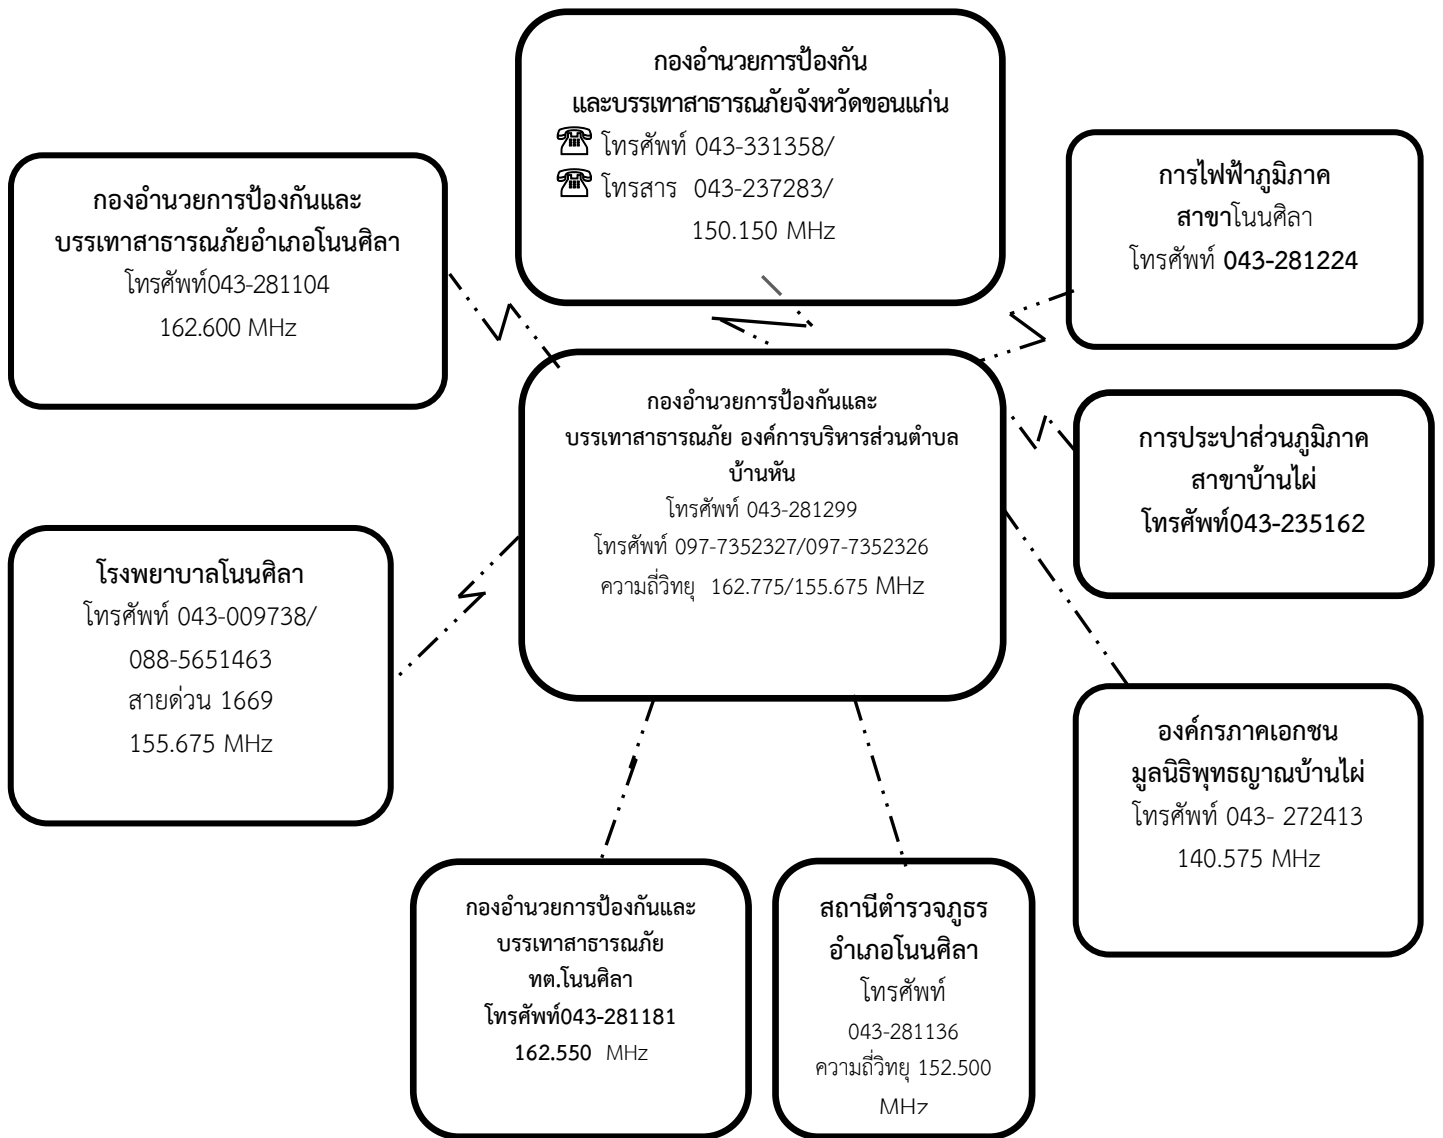 กองอำนวยการป้องกัน
และบรรเทาสาธารณภัยจังหวัดขอนแก่น
โทรศัพท์ 043-331358/
โทรสาร 043-237283/
150.150 MHz
กองอำนวยการป้องกันและ
บรรเทาสาธารณภัยอำเภอโนนศิลา
โทรศัพท์043-281104
162.600 MHz
การไฟฟ้าภูมิภาค
สาขาโนนศิลา
โทรศัพท์ 043-281224
กองอำนวยการป้องกันและ
บรรเทาสาธารณภัย องค์การบริหารส่วนตำบล
บ้านหัน
โทรศัพท์ 043-281299
โทรศัพท์ 097-7352327/097-7352326
ความถี่วิทยุ 162.775/155.675 MHz
การประปาส่วนภูมิภาค
สาขาบ้านไผ่
โทรศัพท์043-235162
โรงพยาบาลโนนศิลา
โทรศัพท์ 043-009738/
088-5651463
สายด่วน 1669
155.675 MHz
องค์กรภาคเอกชน
มูลนิธิพุทธญาณบ้านไผ่
โทรศัพท์ 043- 272413
140.575 MHz
กองอำนวยการป้องกันและ
บรรเทาสาธารณภัย
ทต.โนนศิลา
โทรศัพท์043-281181
162.550 MHz
สถานีตำรวจภูธร
อำเภอโนนศิลา
โทรศัพท์
043-281136
ความถี่วิทยุ 152.500
MHz